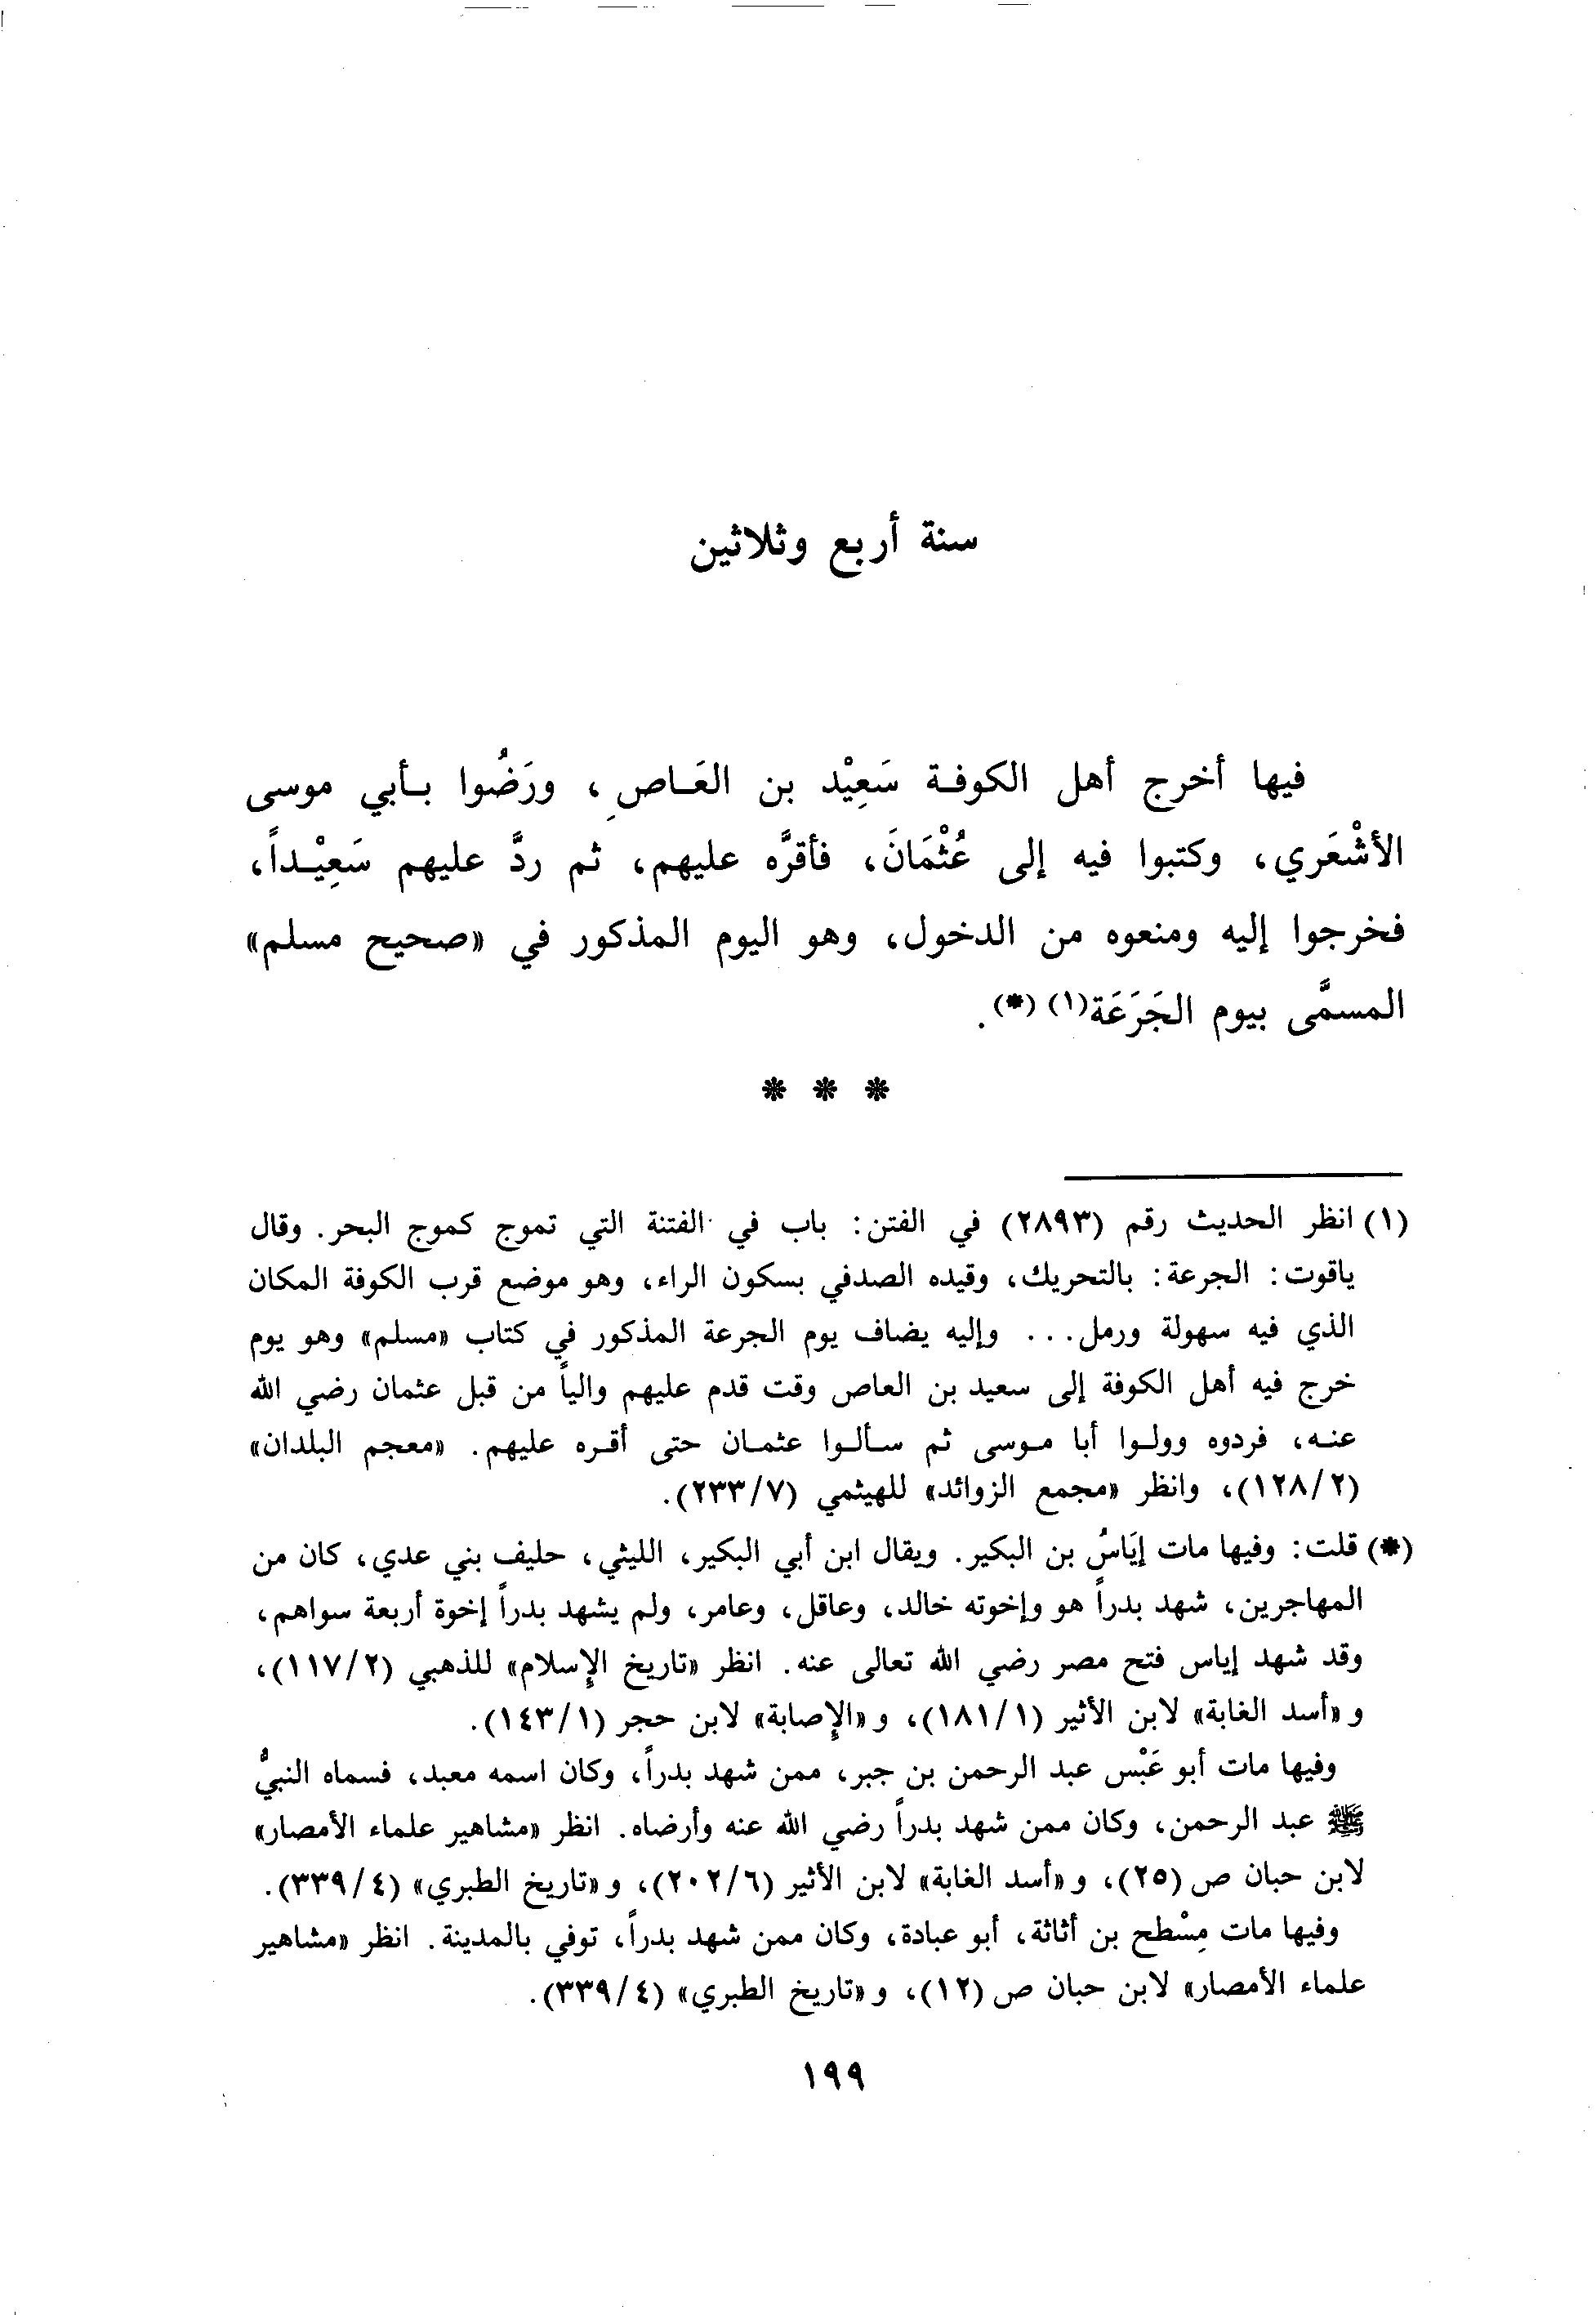 سنة أربع وثلاثين
فيها أخرج أهل الكوفة سَعِيْد بن العَاصِ، ورَضُوا بأبي موسى
الأشْعَري، وكتبوا فيه إلى عُثْمَانَ، فأقرَّه عليهم، ثم ردَّ عليهم سَعِيْداً،
فخرجوا إليه ومنعوه من الدخول، وهو اليوم المذكور في «صحيح مسلم»
المسمَّى بيوم الجَرَعَة(١) (*).
* * *
(١) انظر الحديث رقم (٢٨٩٣) في الفتن: باب في الفتنة التي تموج كموج البحر. وقال
ياقوت: الجرعة: بالتحريك، وقيده الصدفي بسكون الراء، وهو موضع قرب الكوفة المكان
الذي فيه سهولة ورمل... وإليه يضاف يوم الجرعة المذكور في كتاب «مسلم» وهو يوم
خرج فيه أهل الكوفة إلى سعيد بن العاص وقت قدم عليهم والياً من قبل عثمان رضي الله
عنه، فردوه وولوا أبا موسى ثم سألوا عثمان حتى أقره عليهم. «معجم البلدان»
(١٢٨/٢)، وانظر «مجمع الزوائد» للهيثمي (٢٣٣/٧).
(*) قلت: وفيها مات إيَاسُ بن البكير. ويقال ابن أبي البكير، الليثي، حليف بني عدي، كان من
المهاجرين، شهد بدراً هو وإخوته خالد، وعاقل، وعامر، ولم يشهد بدراً إخوة أربعة سواهم،
وقد شهد إياس فتح مصر رضي الله تعالى عنه. انظر «تاريخ الإسلام» للذهبي (١١٧/٢)،
و «أسد الغابة» لابن الأثير (١٨١/١)، و «الإصابة» لابن حجر (١٤٣/١).
وفيها مات أبو عَبْس عبد الرحمن بن جبر، ممن شهد بدراً، وكان اسمه معبد، فسماه النبيُّ
ﷺ عبد الرحمن، وكان ممن شهد بدراً رضي الله عنه وأرضاه. انظر «مشاهير علماء الأمصار»
لابن حبان ص (٢٥)، و «أسد الغابة» لابن الأثير (٢٠٢/٦)، و «تاريخ الطبري» (٣٣٩/٤).
وفيها مات مِسْطح بن أثاثة، أبو عبادة، وكان ممن شهد بدراً، توفي بالمدينة. انظر «مشاهير
علماء الأمصار» لابن حبان ص (١٢)، و «تاريخ الطبري» (٣٣٩/٤).
١٩٩